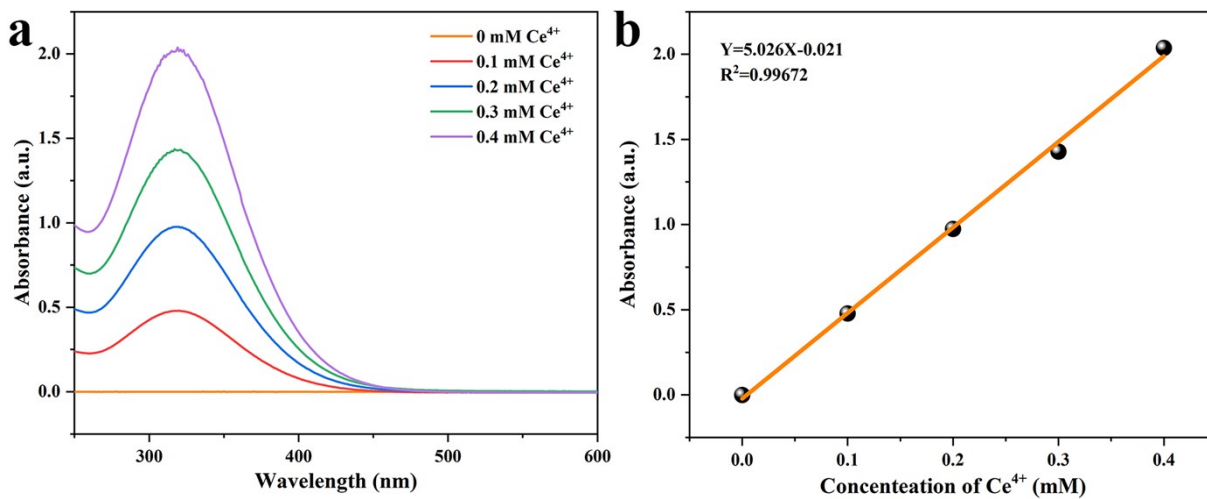 a
0 mM Ce⁴⁺
0.1 mM Ce⁴⁺
0.2 mM Ce⁴⁺
0.3 mM Ce⁴⁺
0.4 mM Ce⁴⁺
2.0
1.5
1.0
0.5
0.0
Absorbance (a.u.)
300
400
500
600
Wavelength (nm)
b
Y=5.026X-0.021
R²=0.99672
2.0
1.5
1.0
0.5
0.0
Absorbance (a.u.)
0.0
0.1
0.2
0.3
0.4
Concenteation of Ce⁴⁺ (mM)